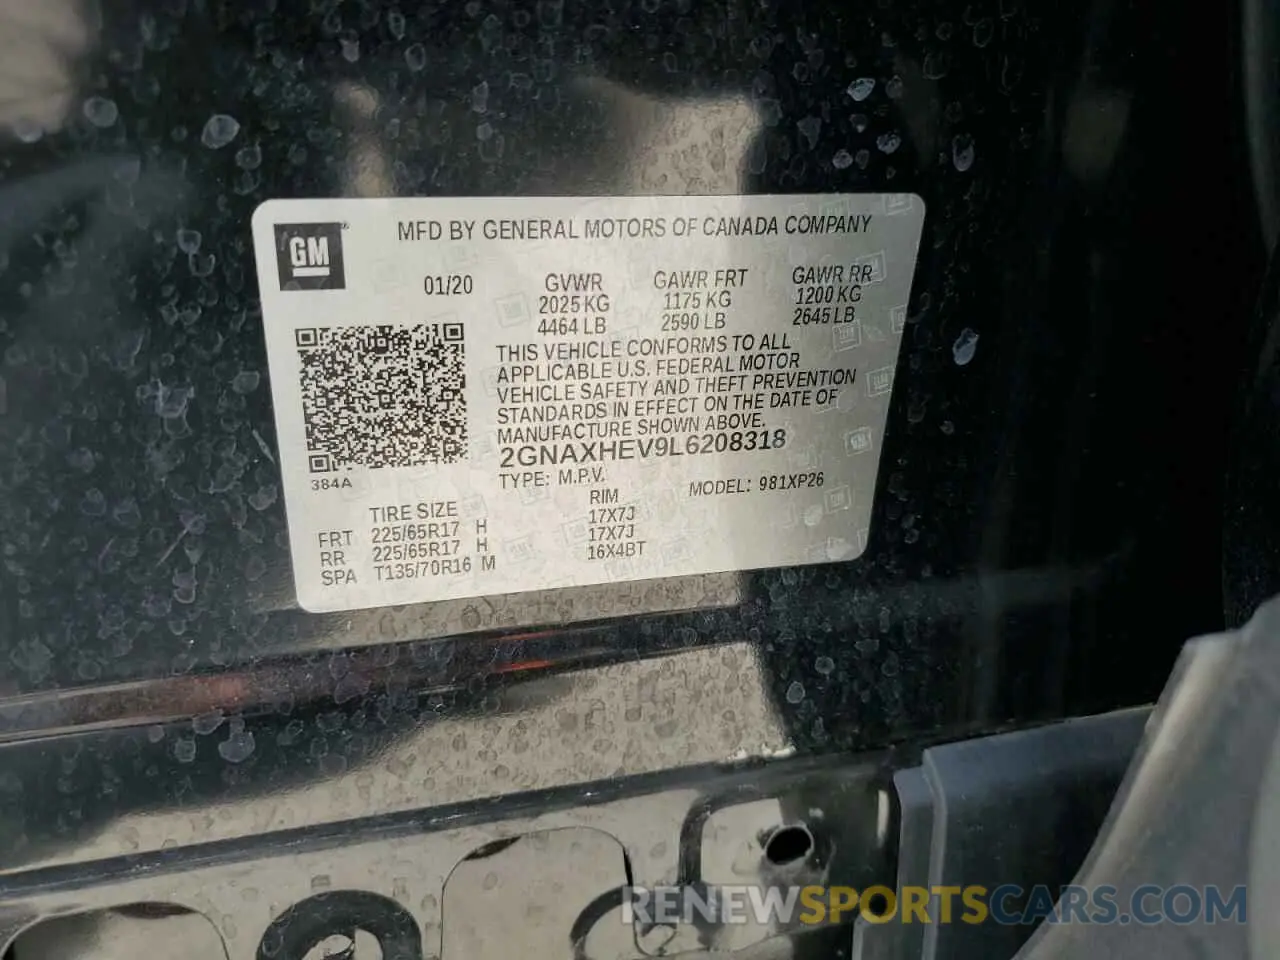 GM
MFD BY GENERAL MOTORS OF CANADA COMPANY
01/20 GVWR GAWR FRT GAWR RR
2025 KG 1175 KG 1200 KG
4464 LB 2590 LB 2645 LB
THIS VEHICLE CONFORMS TO ALL
APPLICABLE U.S. FEDERAL MOTOR
VEHICLE SAFETY AND THEFT PREVENTION
STANDARDS IN EFFECT ON THE DATE OF
MANUFACTURE SHOWN ABOVE.
2GNAXHEV9L6208318
384A
TYPE: M.P.V. MODEL: 981XP26
TIRE SIZE RIM
FRT 225/65R17 H 17X7J
RR 225/65R17 H 17X7J
SPA T135/70R16 M 16X4BT
RENEWSPORTSCARS.COM